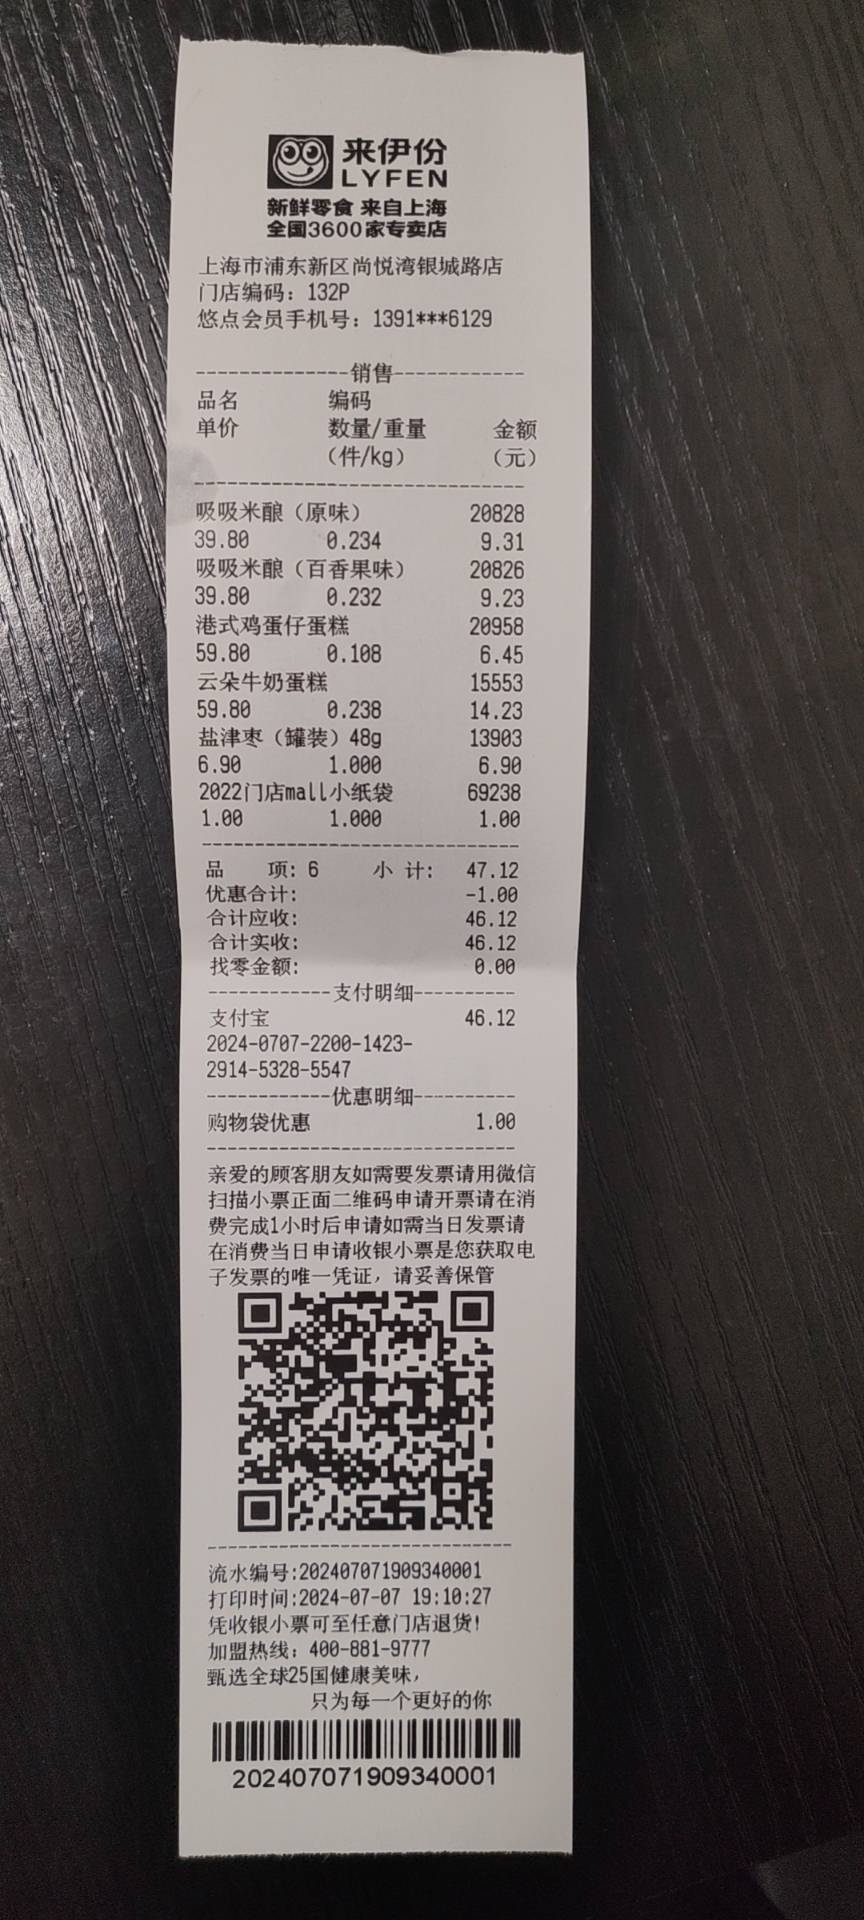 来伊份
LYFEN
新鲜零食 来自上海
全国3600家专卖店
上海市浦东新区尚悦湾银城路店
门店编码：132P
悠点会员手机号：1391***6129
--------------销售------------
品名 编码
单价 数量/重量 金额
（件/kg） （元）
------------------------------
吸吸米酿（原味） 20828
39.80 0.234 9.31
吸吸米酿（百香果味） 20826
39.80 0.232 9.23
港式鸡蛋仔蛋糕 20958
59.80 0.108 6.45
云朵牛奶蛋糕 15553
59.80 0.238 14.23
盐津枣（罐装）48g 13903
6.90 1.000 6.90
2022门店mall小纸袋 69238
1.00 1.000 1.00
------------------------------
品 项: 6 小 计: 47.12
优惠合计: -1.00
合计应收: 46.12
合计实收: 46.12
找零金额: 0.00
------------支付明细----------
支付宝 46.12
2024-0707-2200-1423-
2914-5328-5547
------------优惠明细----------
购物袋优惠 1.00
------------------------------
亲爱的顾客朋友如需要发票请用微信
扫描小票正面二维码申请开票请在消
费完成1小时后申请如需当日发票请
在消费当日申请收银小票是您获取电
子发票的唯一凭证，请妥善保管
------------------------------
流水编号:202407071909340001
打印时间:2024-07-07 19:10:27
凭收银小票可至任意门店退货!
加盟热线：400-881-9777
甄选全球25国健康美味，
只为每一个更好的你
202407071909340001